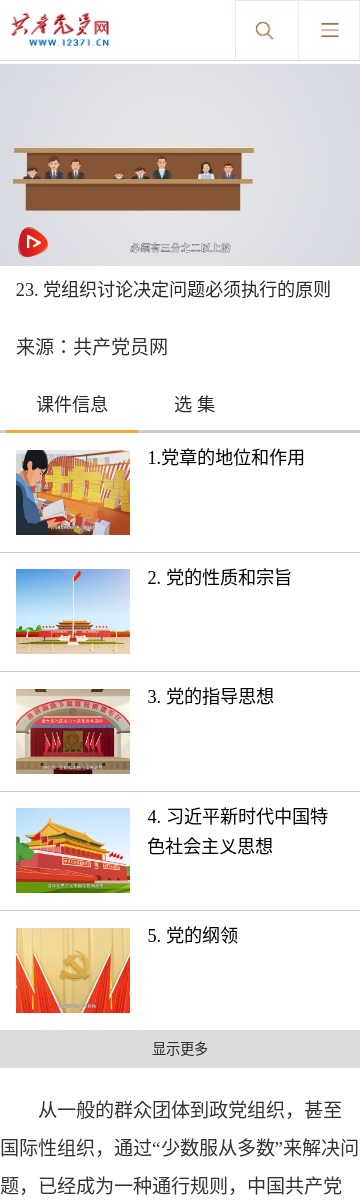 共产党员网
WWW.12371.CN
必须有三分之二以上的
23. 党组织讨论决定问题必须执行的原则
来源：共产党员网
课件信息 选 集
1.党章的地位和作用
2. 党的性质和宗旨
3. 党的指导思想
4. 习近平新时代中国特
色社会主义思想
5. 党的纲领
显示更多
从一般的群众团体到政党组织，甚至
国际性组织，通过“少数服从多数”来解决问
题，已经成为一种通行规则，中国共产党